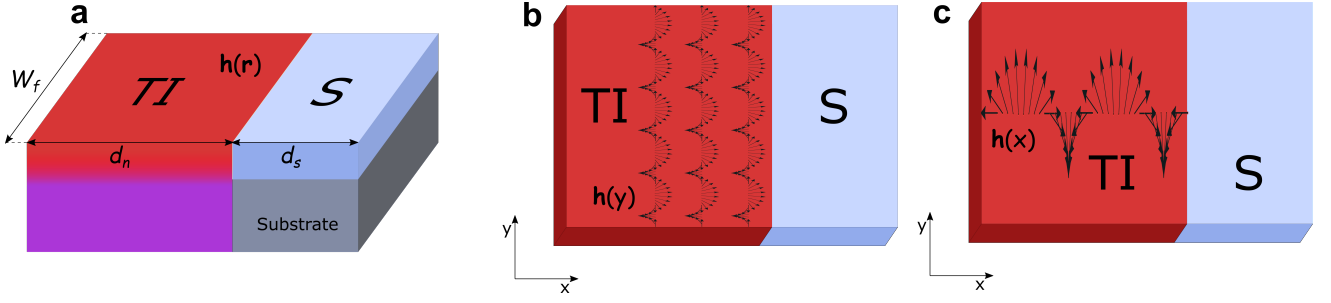 a
W_f
TI
h(r)
S
d_n
d_s
Substrate
b
TI
S
h(y)
y
x
c
h(x)
TI
S
y
x